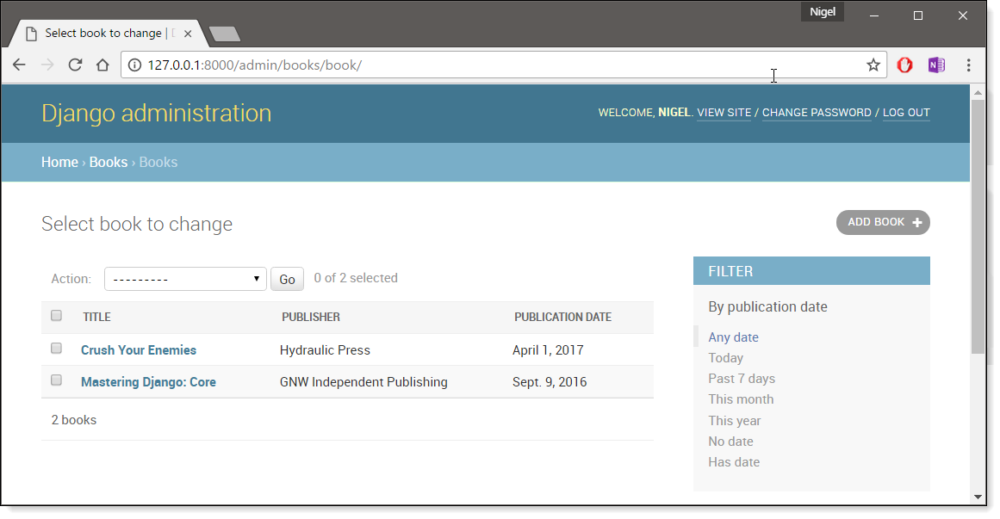 Nigel
Select book to change | D
127.0.0.1:8000/admin/books/book/
Django administration
WELCOME, NIGEL. VIEW SITE / CHANGE PASSWORD / LOG OUT
Home › Books › Books
Select book to change
ADD BOOK +
Action: --------- Go 0 of 2 selected
TITLE PUBLISHER PUBLICATION DATE
Crush Your Enemies Hydraulic Press April 1, 2017
Mastering Django: Core GNW Independent Publishing Sept. 9, 2016
2 books
FILTER
By publication date
Any date
Today
Past 7 days
This month
This year
No date
Has date